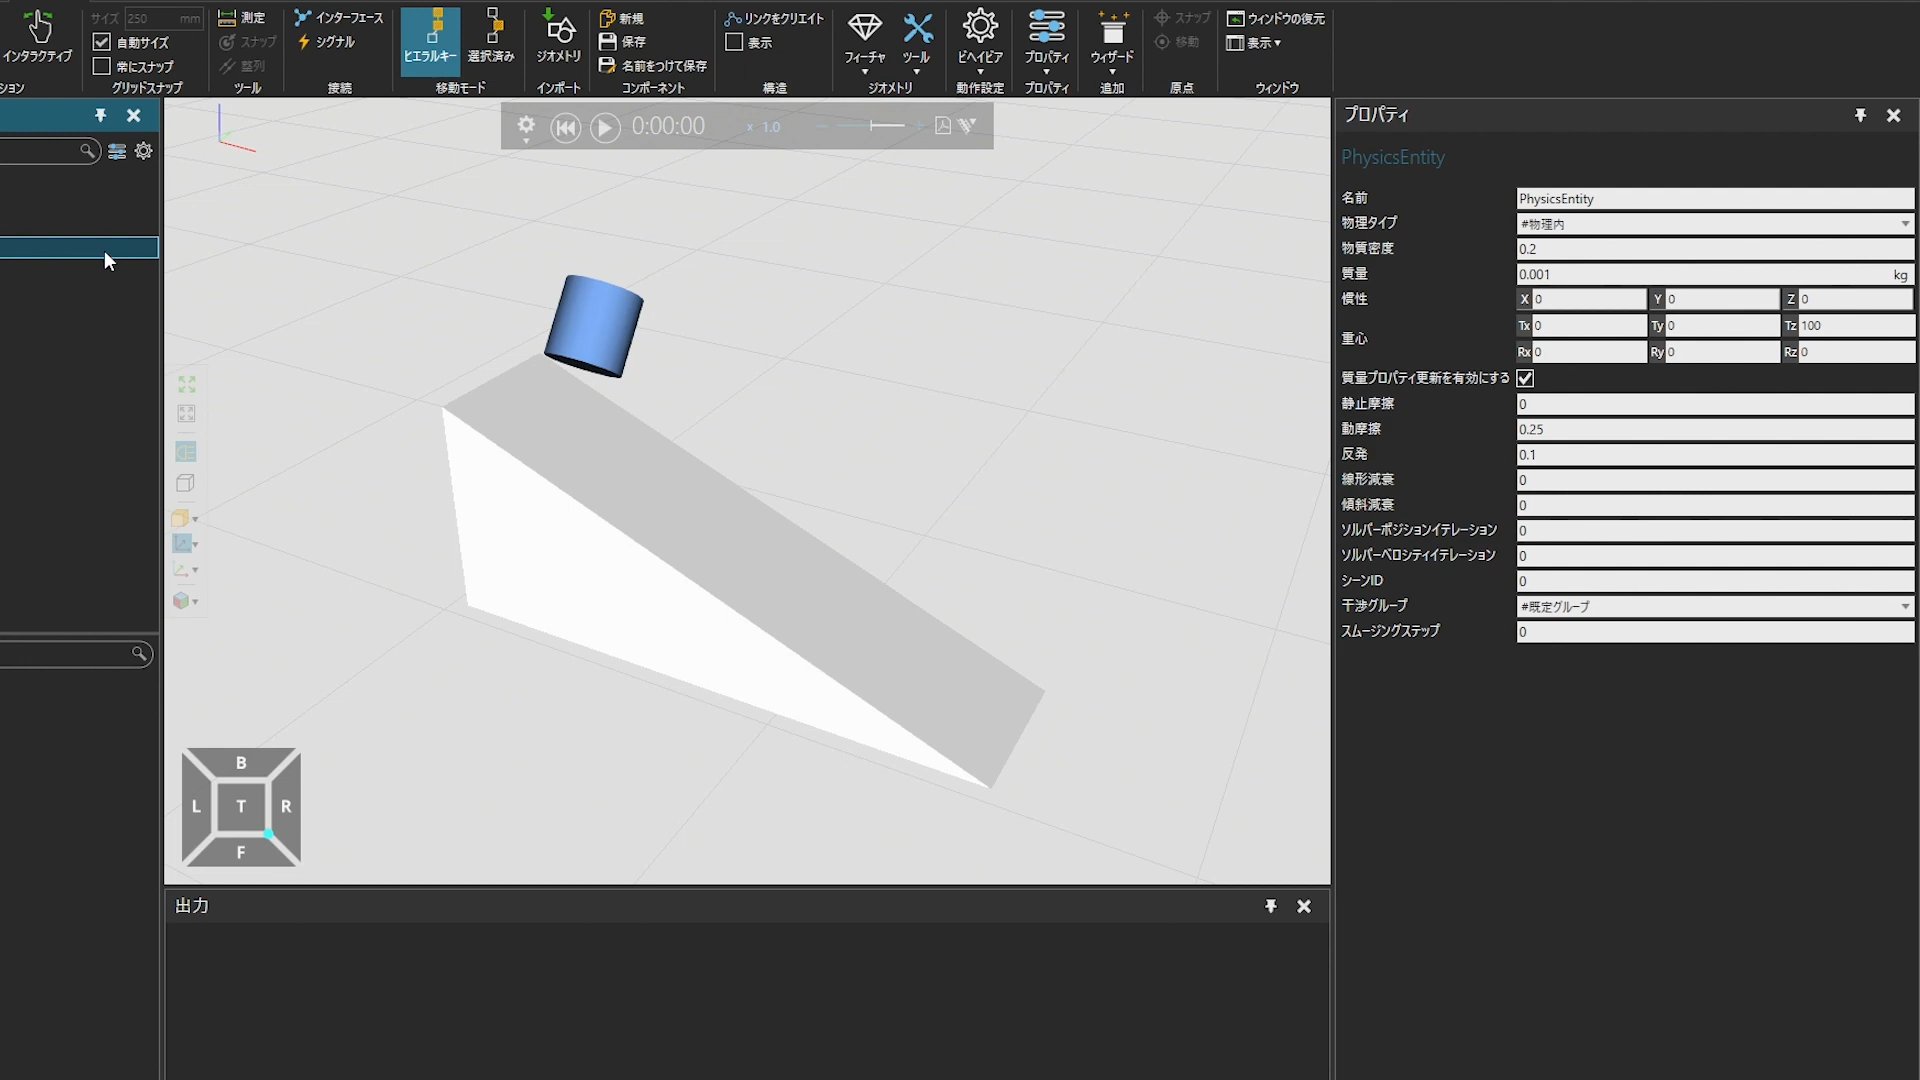 インタラクティブ
ション
サイズ 250 mm
自動サイズ
常にスナップ
グリッドスナップ
測定
スナップ
整列
ツール
インターフェース
シグナル
接続
ヒエラルキー
選択済み
移動モード
ジオメトリ
インポート
新規
保存
名前をつけて保存
コンポーネント
リンクをクリエイト
表示
構造
フィーチャ
ツール
ジオメトリ
ビヘイビア
動作設定
プロパティ
プロパティ
ウィザード
追加
スナップ
移動
原点
ウィンドウの復元
表示
ウィンドウ
0:00:00
x 1.0
B
L T R
F
出力
プロパティ
PhysicsEntity
名前 PhysicsEntity
物理タイプ #物理内
物質密度 0.2
質量 0.001 kg
慣性 X 0 Y 0 Z 0
重心 Tx 0 Ty 0 Tz 100
Rx 0 Ry 0 Rz 0
質量プロパティ更新を有効にする
静止摩擦 0
動摩擦 0.25
反発 0.1
線形減衰 0
傾斜減衰 0
ソルバーポジションイテレーション 0
ソルバーベロシティイテレーション 0
シーンID 0
干渉グループ #既定グループ
スムージングステップ 0